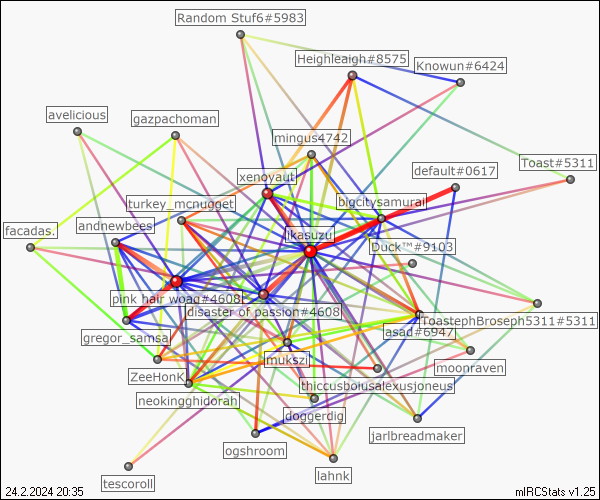 Random Stuf6#5983
Heighleaigh#8575
Knowun#6424
avelicious
gazpachoman
mingus4742
Toast#5311
xenoyaut
default#0617
turkey_mcnugget
bigcitysamurai
facadas.
andnewbees
ikasuzu
Duck™#9103
pink hair woag#4608
disaster of passion#4608
ToastephBroseph5311#5311
gregor_samsa
asad#6947
imukszi
moonraven
ZeeHonK
thiccusboiusalexusjoneus
neokingghidorah
doggerdig
jarlbreadmaker
ogshroom
lahnk
tescoroll
24.2.2024 20:35
mIRCStats v1.25